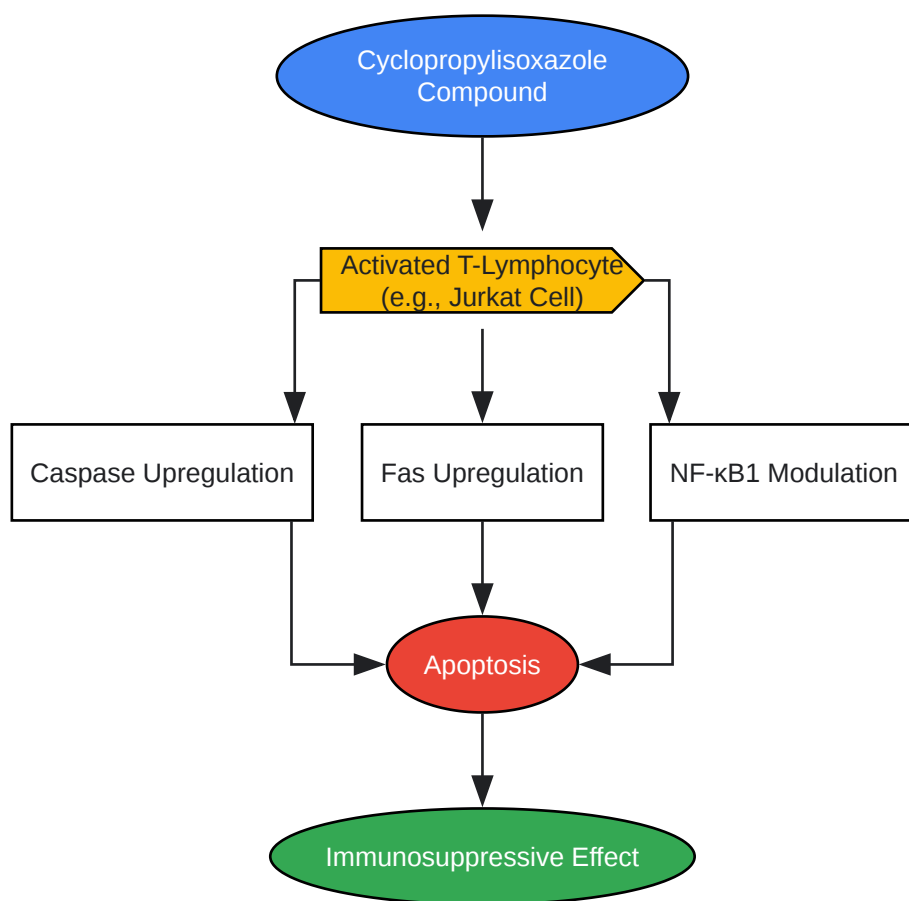 Cyclopropylisoxazole
Compound
Activated T-Lymphocyte
(e.g., Jurkat Cell)
Caspase Upregulation
Fas Upregulation
NF-κB1 Modulation
Apoptosis
Immunosuppressive Effect